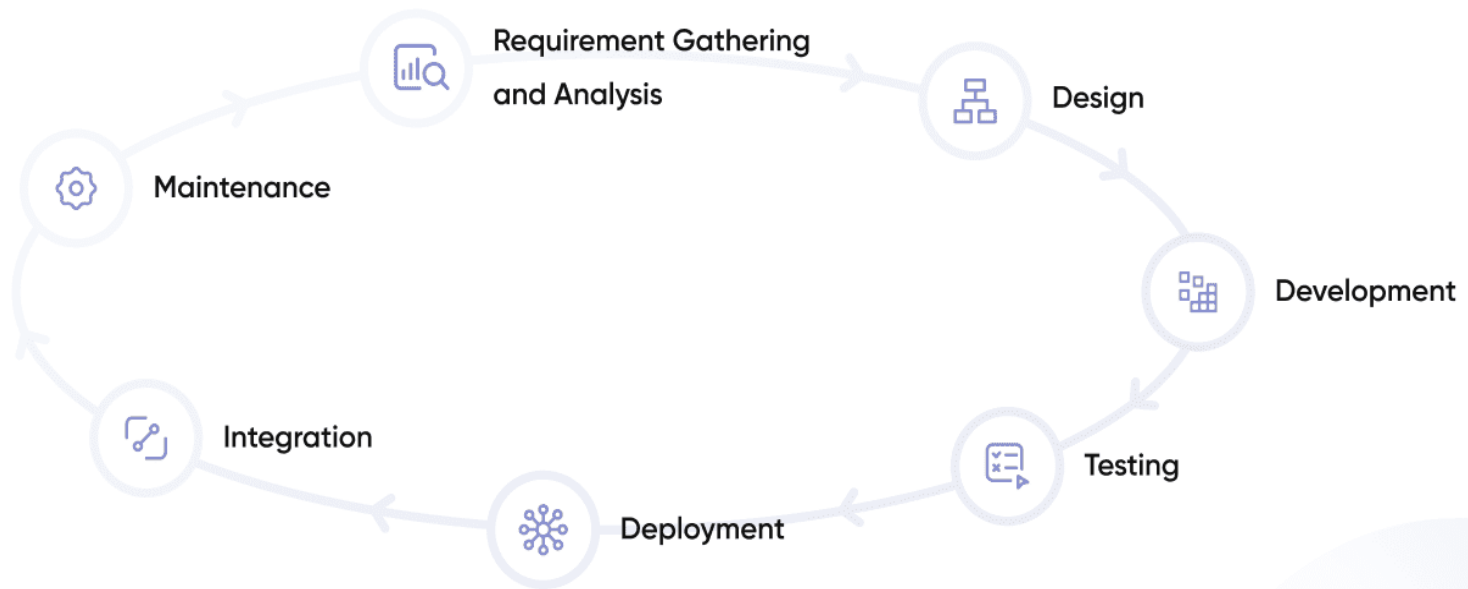 Requirement Gathering
and Analysis
Design
Development
Testing
Deployment
Integration
Maintenance